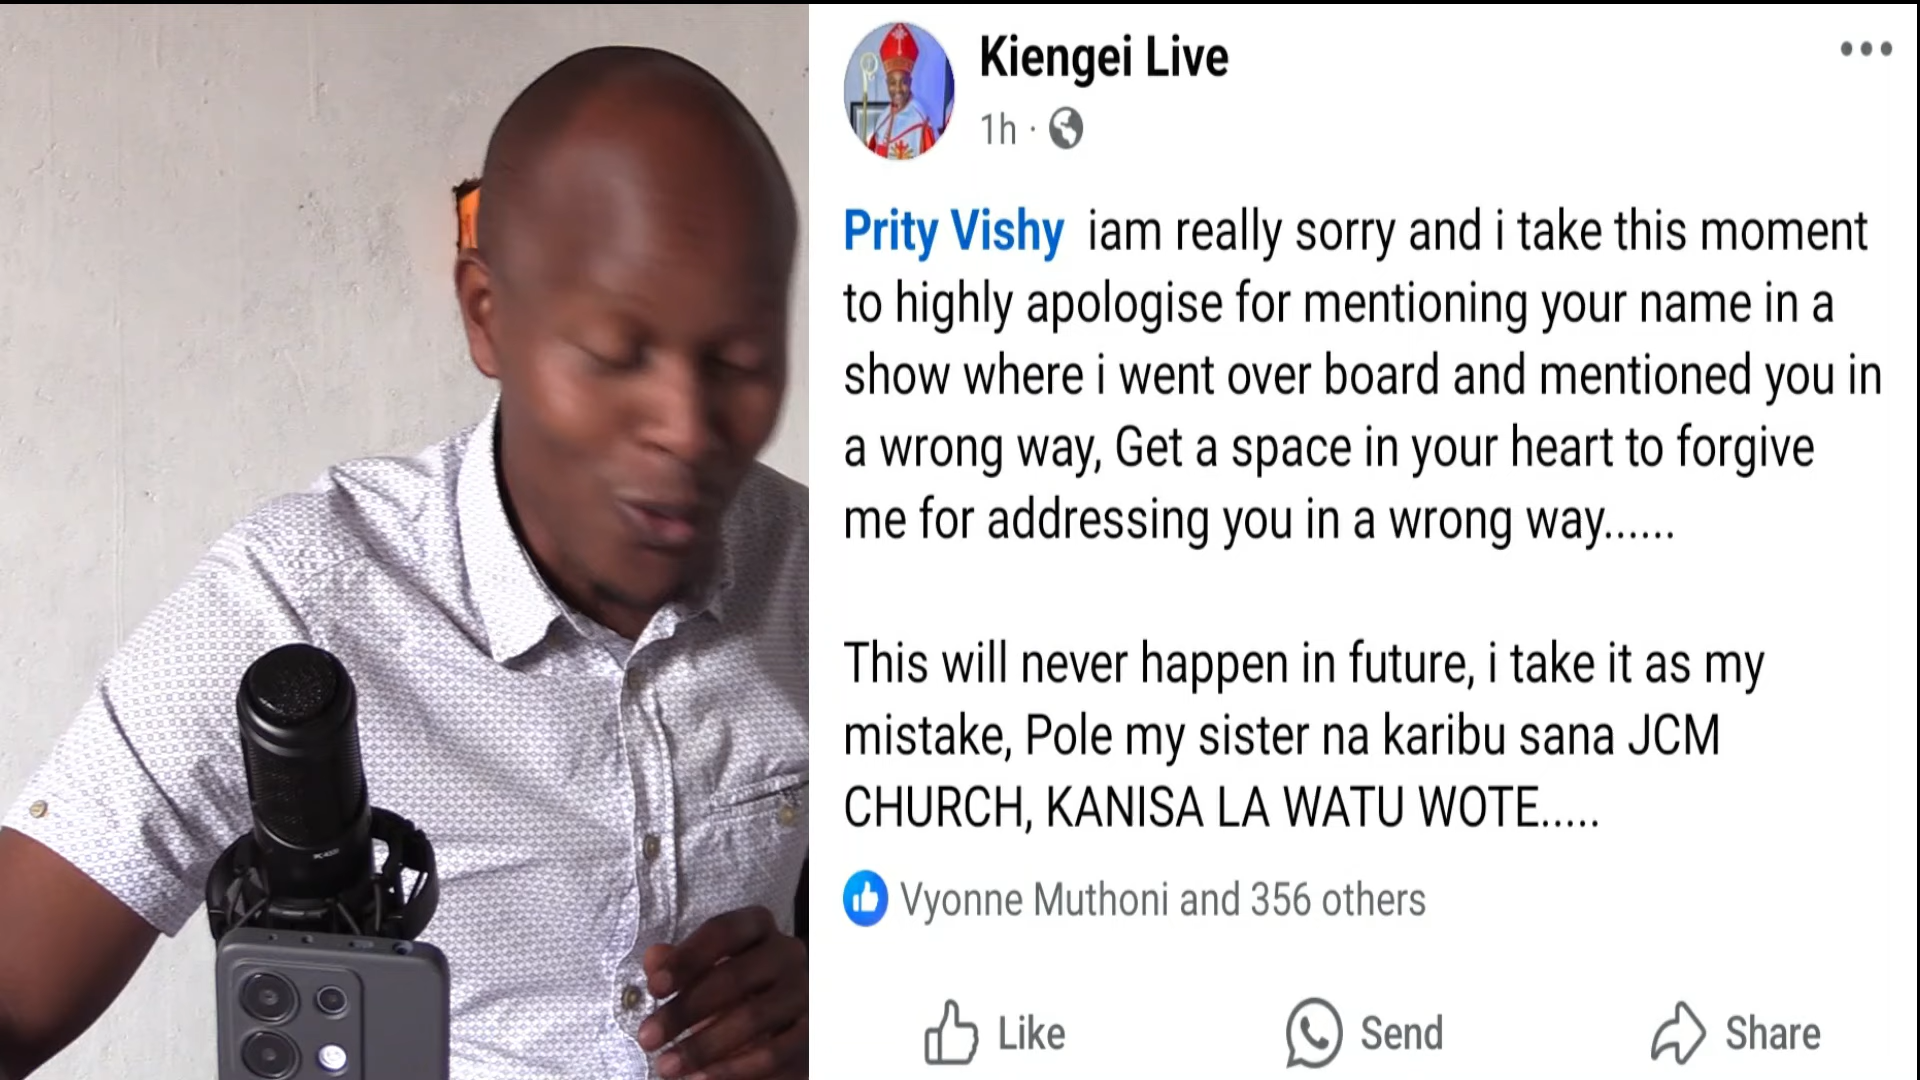 Kiengei Live
1h ·
Prity Vishy iam really sorry and i take this moment
to highly apologise for mentioning your name in a
show where i went over board and mentioned you in
a wrong way, Get a space in your heart to forgive
me for addressing you in a wrong way......
This will never happen in future, i take it as my
mistake, Pole my sister na karibu sana JCM
CHURCH, KANISA LA WATU WOTE.....
Vyonne Muthoni and 356 others
Like
Send
Share